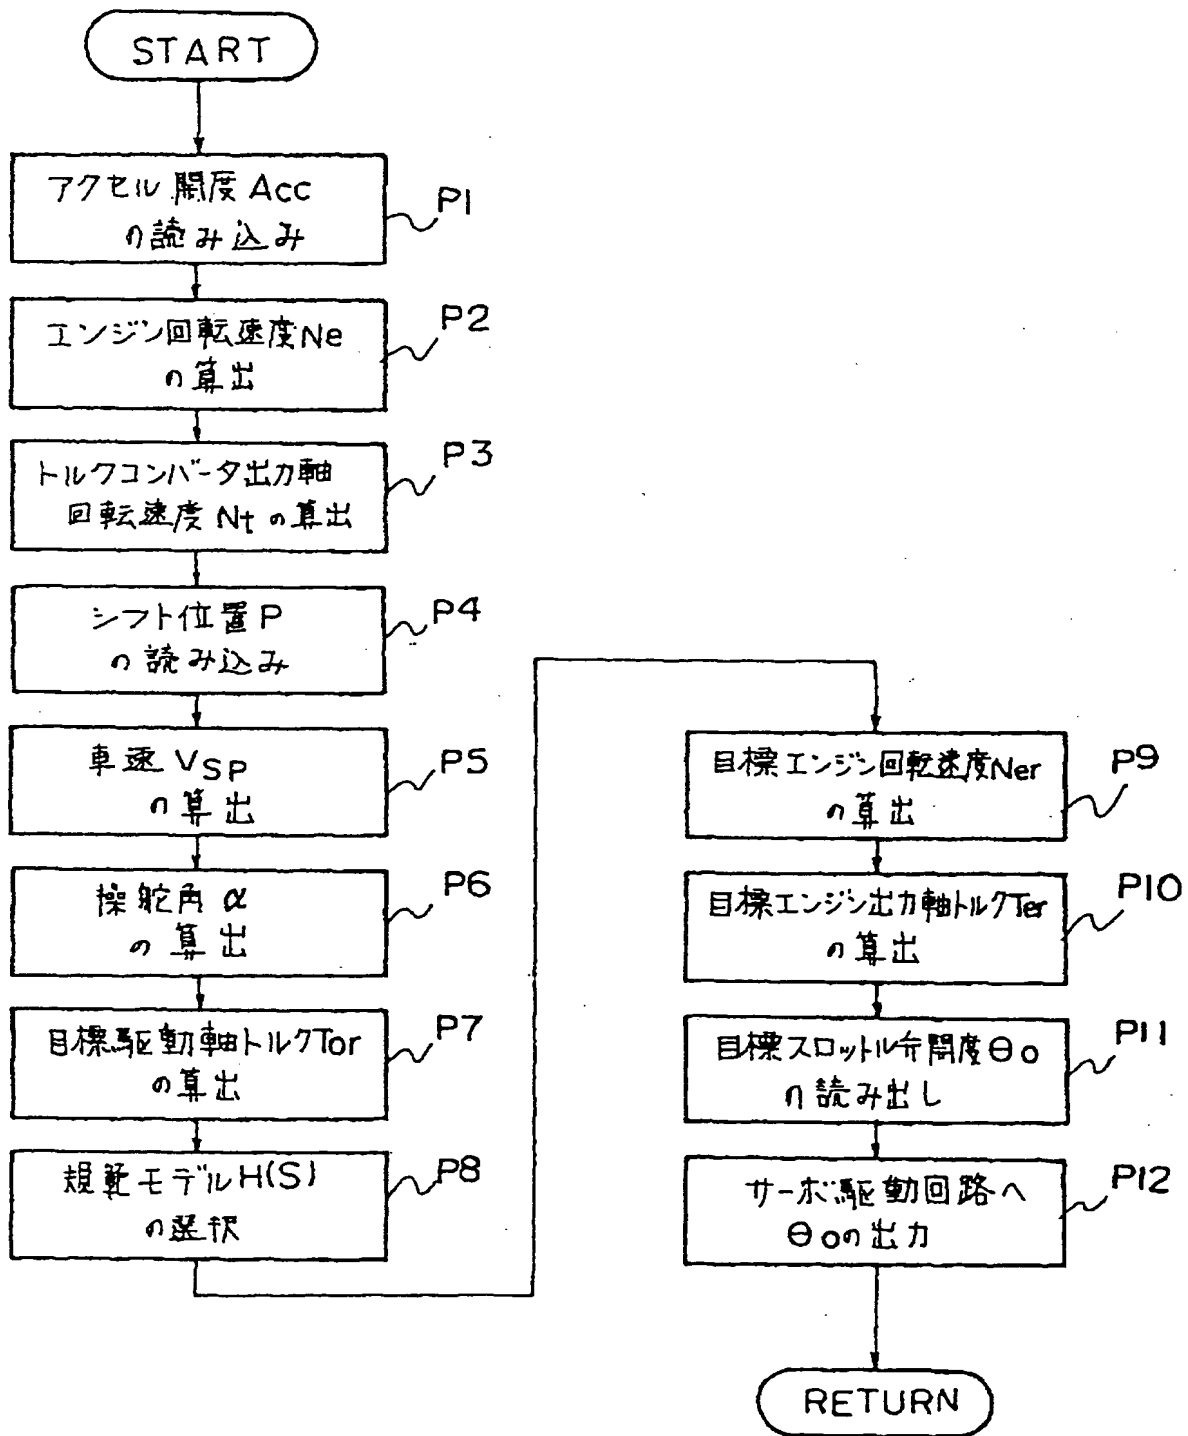 START
アクセル開度Acc
の読み込み
P1
エンジン回転速度Ne
の算出
P2
トルクコンバータ出力軸
回転速度Ntの算出
P3
シフト位置P
の読み込み
P4
車速VSP
の算出
P5
操舵角α
の算出
P6
目標駆動軸トルクTor
の算出
P7
規範モデルH(S)
の選択
P8
目標エンジン回転速度Ner
の算出
P9
目標エンジン出力軸トルクTer
の算出
P10
目標スロットル弁開度θo
の読み出し
P11
サーボ駆動回路へ
θoの出力
P12
RETURN